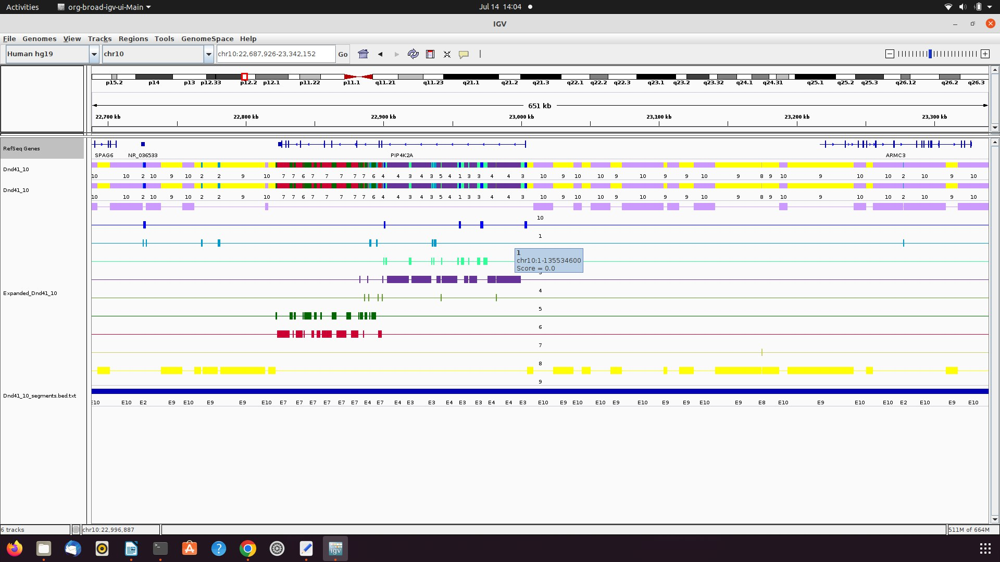 Activities org-broad-igv-ui-Main Jul 14 14:04
IGV
File Genomes View Tracks Regions Tools GenomeSpace Help
Human hg19 chr10 chr10:22,687,926-23,342,152 Go
p15.2 p14 p13 p12.33 p12.2 p12.1 p11.22 p11.1 q11.21 q11.23 q21.1 q21.2 q21.3 q22.1 q22.2 q22.3 q23.1 q23.2 q23.32 q24.1 q24.31 q25.1 q25.2 q25.3 q26.12 q26.2 q26.3
651 kb
22,700 kb 22,800 kb 22,900 kb 23,000 kb 23,100 kb 23,200 kb 23,300 kb
RefSeq Genes
SPAG6 NR_036533 PIP4K2A ARMC3
Dnd41_10
10 10 2 10 9 10 2 2 9 10 7 7 6 7 7 7 7 7 6 4 4 3 4 3 5 4 1 3 3 4 4 3 10 9 10 10 9 10 9 9 10 9 8 9 10 9 10 10 2 10 9 10
Dnd41_10
10 10 2 10 9 10 2 2 9 10 7 7 6 7 7 7 7 7 6 4 4 3 4 3 5 4 1 3 3 4 4 3 10 9 10 10 9 10 9 9 10 9 8 9 10 9 10 10 2 10 9 10
10
1
1
chr10:1-135534600
Score = 0.0
4
Expanded_Dnd41_10
5
6
7
8
9
Dnd41_10_segments.bed.txt
E10 E10 E2 E9 E10 E9 E9 E10 E7 E7 E7 E7 E7 E7 E4 E7 E4 E3 E3 E4 E3 E3 E4 E4 E3 E10 E9 E10 E10 E9 E10 E9 E9 E10 E9 E8 E10 E9 E10 E10 E2 E10 E9 E10
6 tracks chr10:22,996,887 511M of 664M
igv